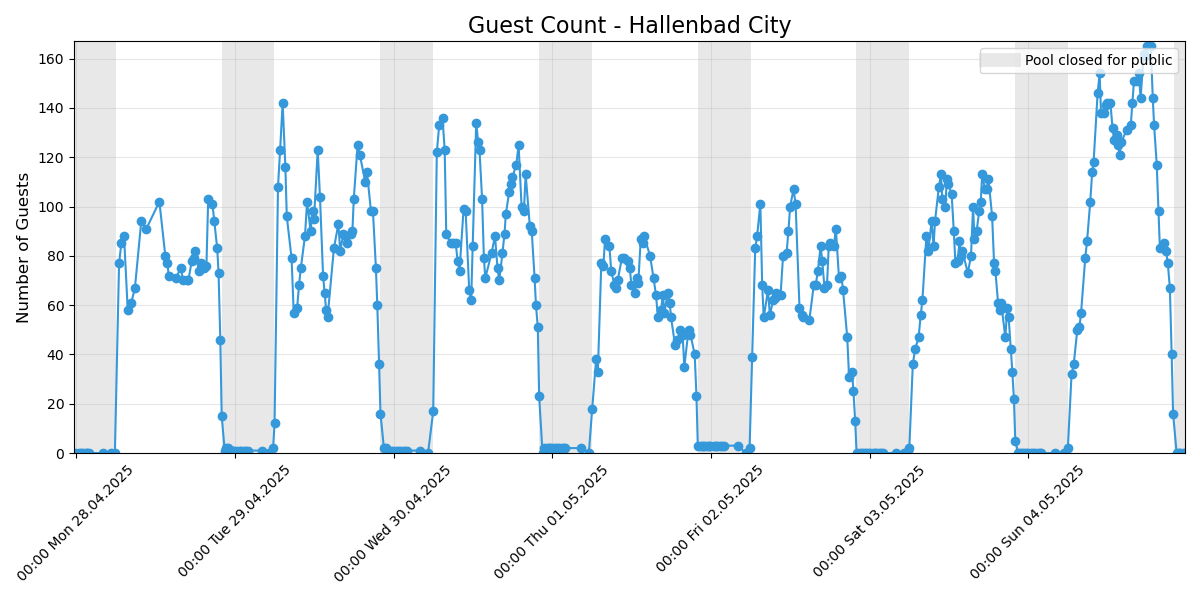 Guest Count - Hallenbad City
Pool closed for public
Number of Guests
160
140
120
100
80
60
40
20
0
00:00 Mon 28.04.2025
00:00 Tue 29.04.2025
00:00 Wed 30.04.2025
00:00 Thu 01.05.2025
00:00 Fri 02.05.2025
00:00 Sat 03.05.2025
00:00 Sun 04.05.2025